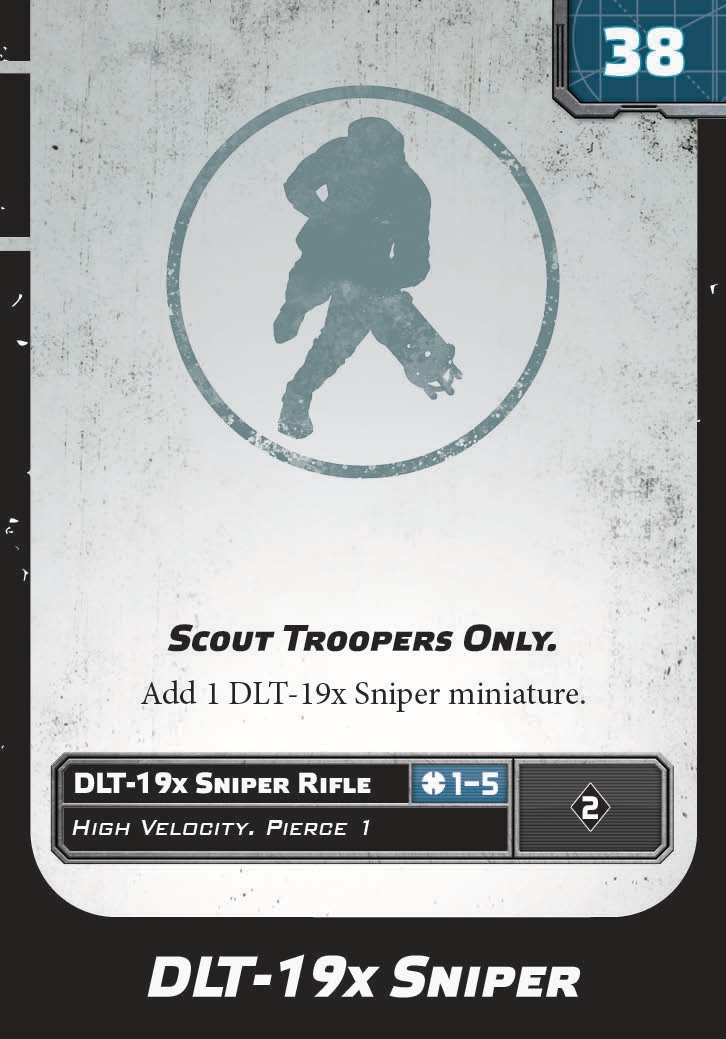 38
Scout Troopers Only.
Add 1 DLT-19x Sniper miniature.
DLT-19x Sniper Rifle 1-5
2
High Velocity. Pierce 1
DLT-19x Sniper